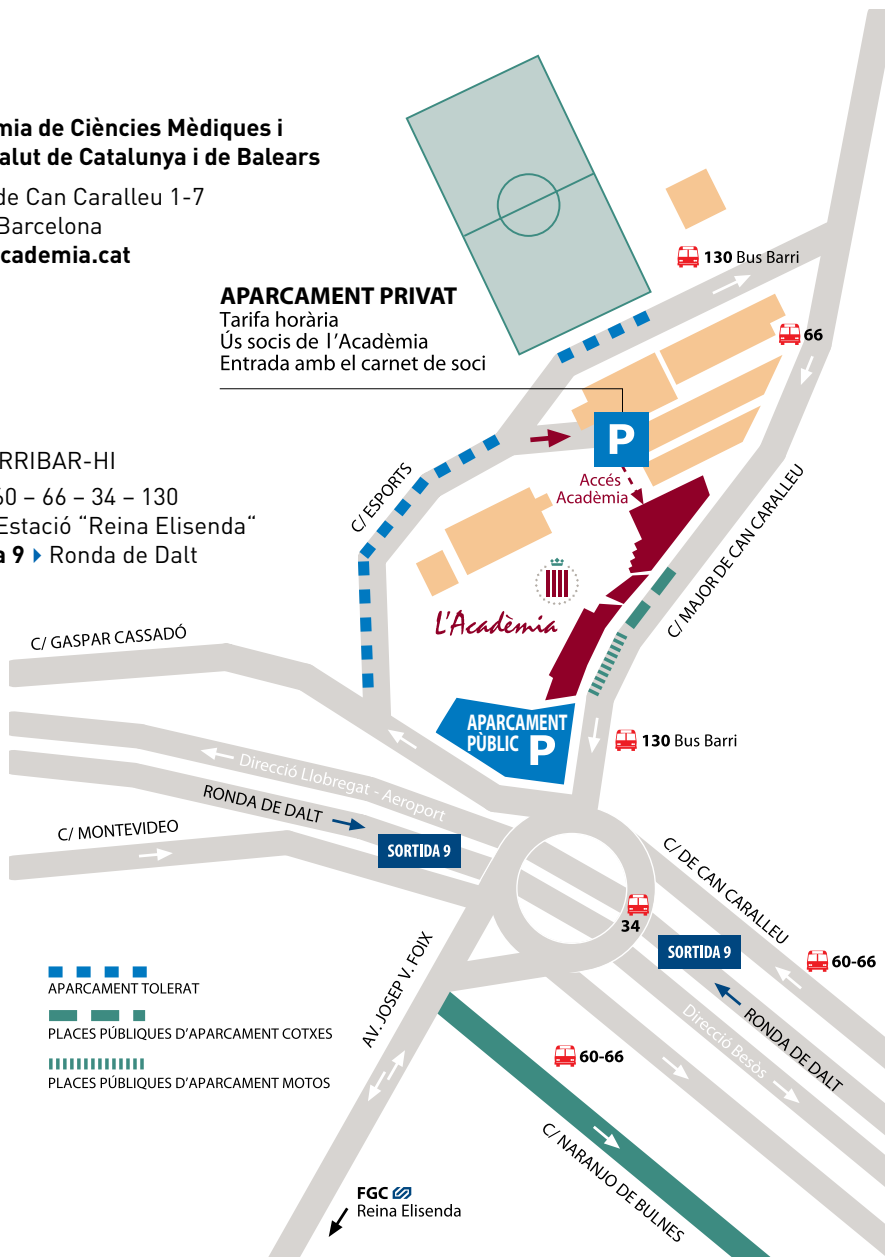 mia de Ciències Mèdiques i
alut de Catalunya i de Balears
de Can Caralleu 1-7
Barcelona
cademia.cat
130 Bus Barri
APARCAMENT PRIVAT
Tarifa horària
Ús socis de l'Acadèmia
Entrada amb el carnet de soci
66
P
RRIBAR-HI
60 – 66 – 34 – 130
Estació “Reina Elisenda“
a 9 ▸ Ronda de Dalt
C/ ESPORTS
Accés
Acadèmia
C/ MAJOR DE CAN CARALLEU
L'Acadèmia
C/ GASPAR CASSADÓ
APARCAMENT
PÙBLIC P
130 Bus Barri
Direcció Llobregat - Aeroport
RONDA DE DALT
C/ MONTEVIDEO
SORTIDA 9
C/ DE CAN CARALLEU
34
SORTIDA 9
60-66
AV. JOSEP V. FOIX
RONDA DE DALT
Direcció Besòs
APARCAMENT TOLERAT
PLACES PÚBLIQUES D'APARCAMENT COTXES
PLACES PÚBLIQUES D'APARCAMENT MOTOS
60-66
C/ NARANJO DE BULNES
FGC
Reina Elisenda